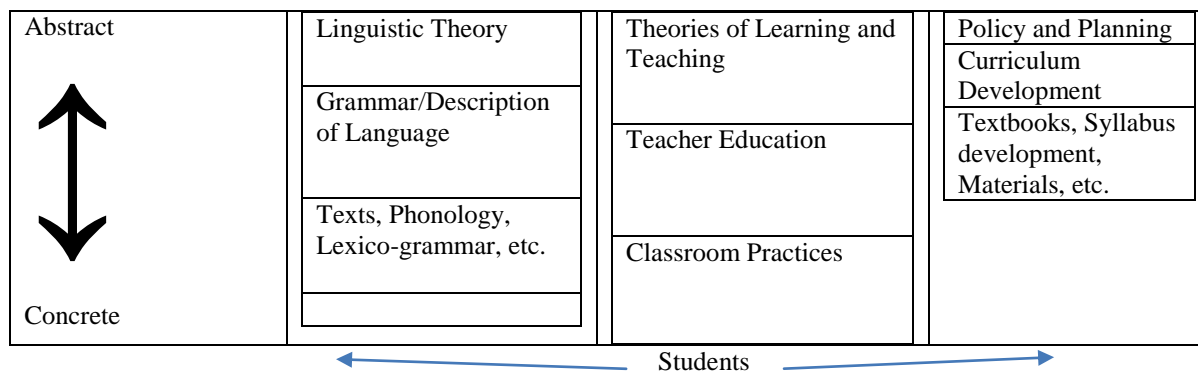 Abstract
Concrete
Linguistic Theory
Grammar/Description
of Language
Texts, Phonology,
Lexico-grammar, etc.
Theories of Learning and
Teaching
Teacher Education
Classroom Practices
Policy and Planning
Curriculum
Development
Textbooks, Syllabus
development,
Materials, etc.
Students